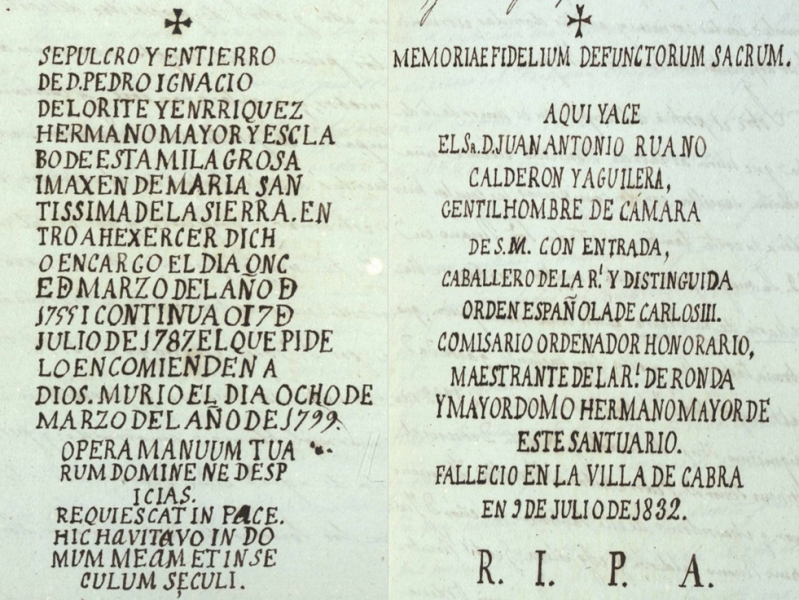 ✠
SEPULCRO Y ENTIERRO
DE D. PEDRO IGNACIO
DE LORITE Y ENRRIQUEZ
HERMANO MAYOR Y ESCLA
BO DE ESTA MILAGROSA
IMAXEN DE MARIA SAN
TISSIMA DE LA SIERRA. EN
TRO A HEXERCER DICH
O ENCARGO EL DIA QNC
E D MARZO DEL AÑO D
I CONTINUA OI 7 D
JULIO DE 1787. EL QUE PIDE
LO ENCOMIENDEN A
DIOS. MURIO EL DIA OCHO DE
MARZO DEL AÑO DE 1799.
OPERA MANUUM TUA
RUM DOMINE NE DESP
ICIAS.
REQUIESCAT IN PACE.
HIC HAVITAVO IN DO
MUM MEAM ET IN SE
CULUM SECULI.
✠
MEMORIAE FIDELIUM DEFUNCTORUM SACRUM.
AQUI YACE
EL Sr. D. JUAN ANTONIO RUANO
CALDERON Y AGUILERA,
GENTIL HOMBRE DE CAMARA
DE S.M. CON ENTRADA,
CABALLERO DE LA R.l Y DISTINGUIDA
ORDEN ESPAÑOLA DE CARLOS III.
COMISARIO ORDENADOR HONORARIO,
MAESTRANTE DE LA R.l DE RONDA
Y MAYORDOMO HERMANO MAYOR DE
ESTE SANTUARIO.
FALLECIO EN LA VILLA DE CABRA
EN 9 DE JULIO DE 1832.
R. I. P. A.